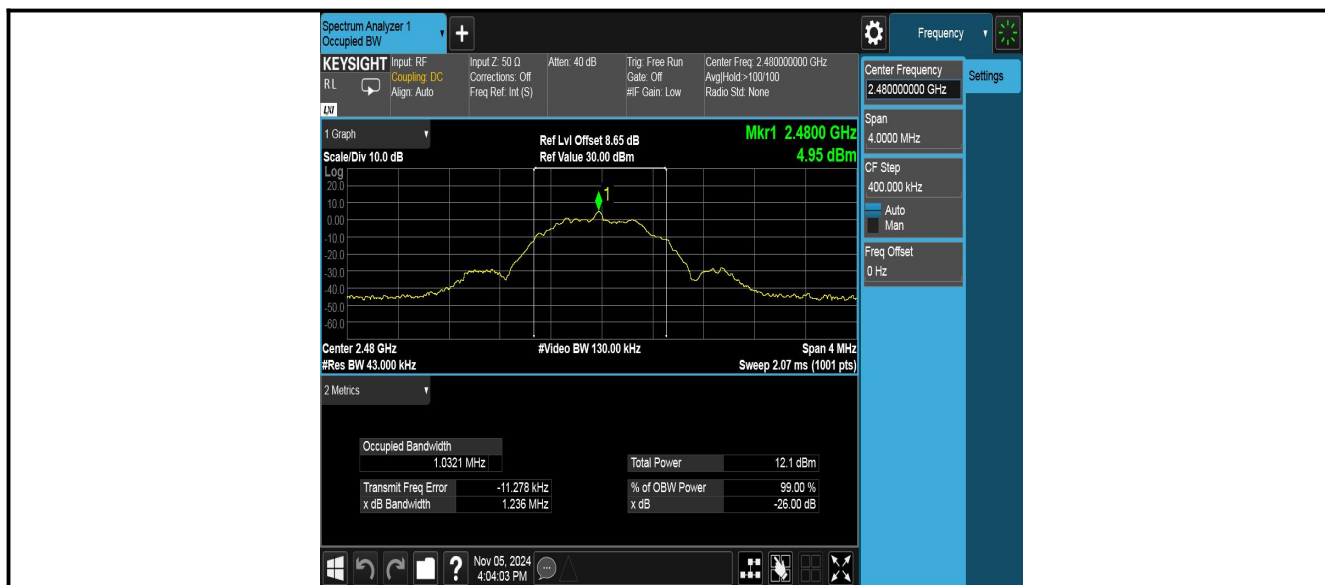 Spectrum Analyzer 1
Occupied BW
Frequency
KEYSIGHT
RL
LXI
Input: RF
Coupling: DC
Align: Auto
Input Z: 50 Ω
Corrections: Off
Freq Ref: Int (S)
Atten: 40 dB
Trig: Free Run
Gate: Off
#IF Gain: Low
Center Freq: 2.480000000 GHz
Avg|Hold:>100/100
Radio Std: None
Center Frequency
2.480000000 GHz
Settings
Span
4.0000 MHz
CF Step
400.000 kHz
Auto
Man
Freq Offset
0 Hz
1 Graph
Scale/Div 10.0 dB
Ref Lvl Offset 8.65 dB
Ref Value 30.00 dBm
Mkr1 2.4800 GHz
4.95 dBm
Log
20.0
10.0
0.00
-10.0
-20.0
-30.0
-40.0
-50.0
-60.0
1
Center 2.48 GHz
#Res BW 43.000 kHz
#Video BW 130.00 kHz
Span 4 MHz
Sweep 2.07 ms (1001 pts)
2 Metrics
Occupied Bandwidth
1.0321 MHz
Total Power 12.1 dBm
Transmit Freq Error -11.278 kHz
% of OBW Power 99.00 %
x dB Bandwidth 1.236 MHz
x dB -26.00 dB
Nov 05, 2024
4:04:03 PM